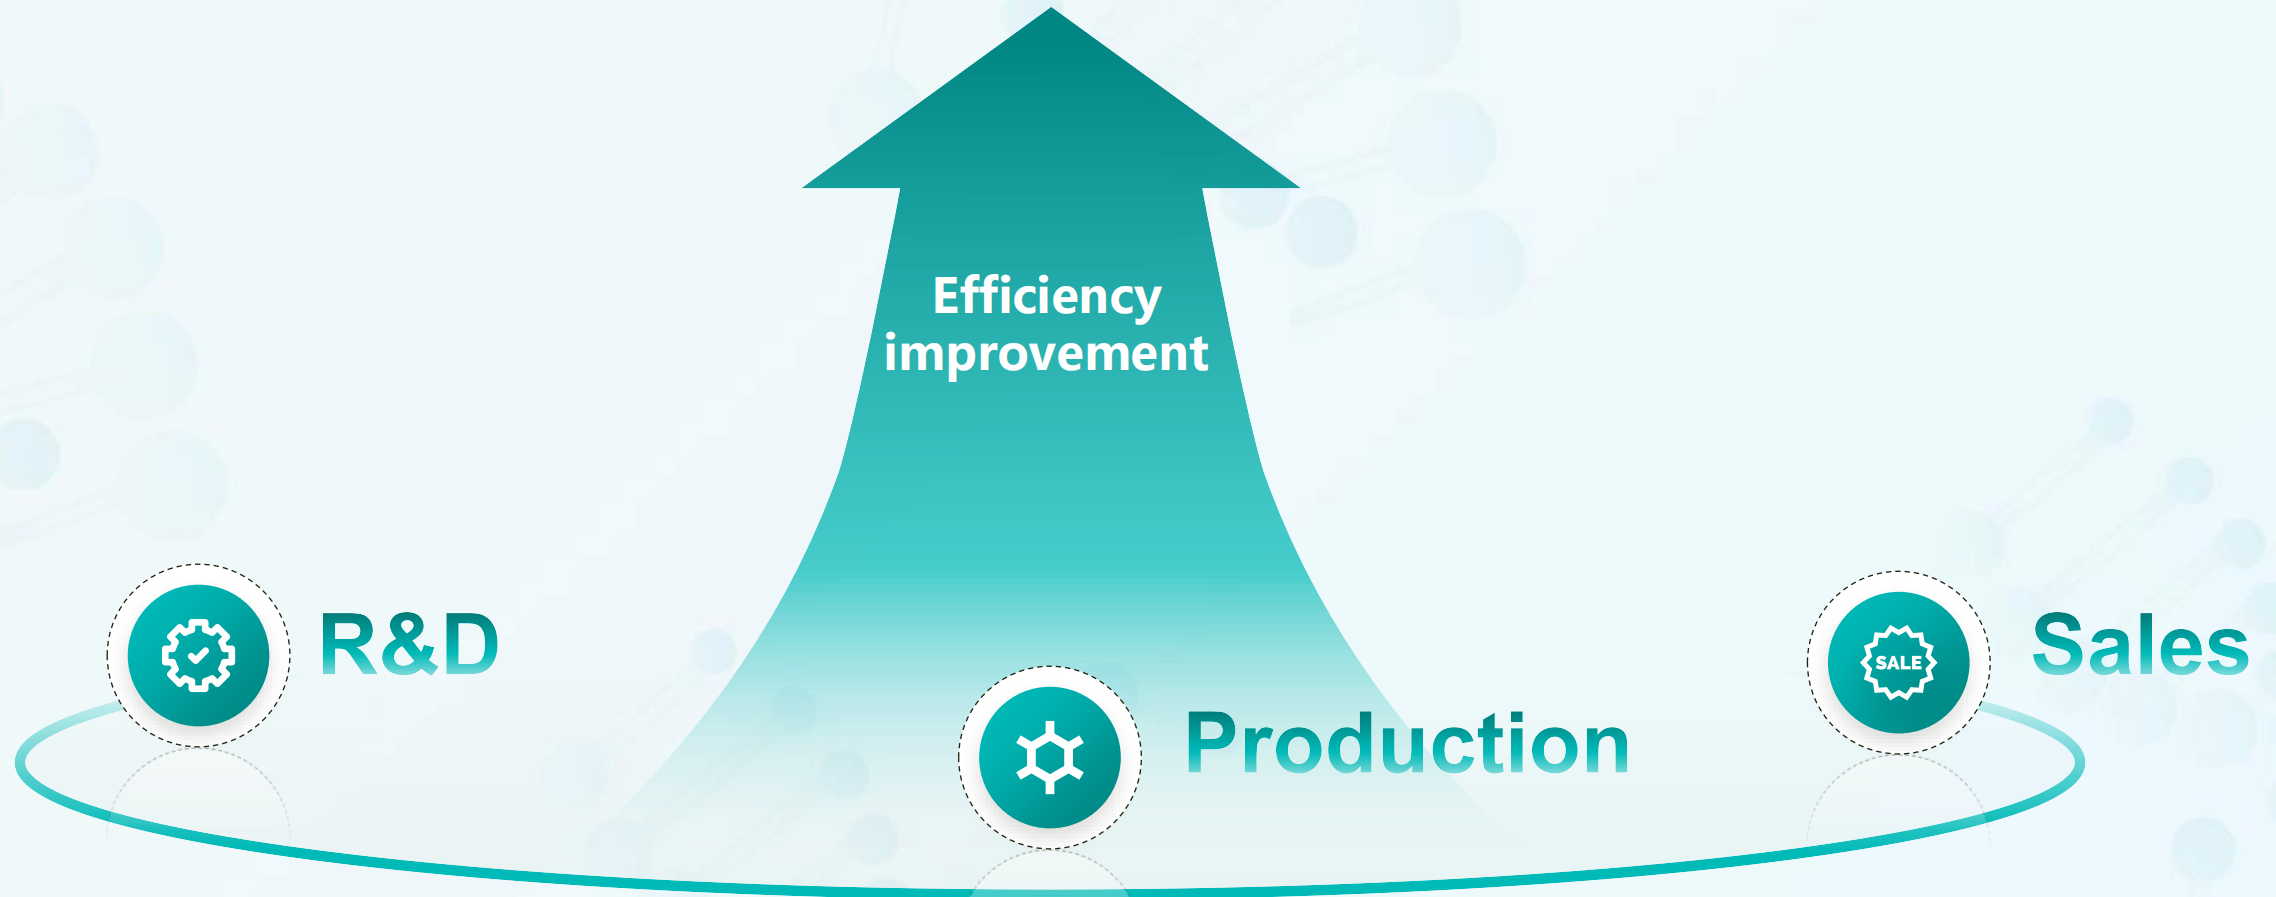 Efficiency
improvement
R&D
Production
SALE
Sales